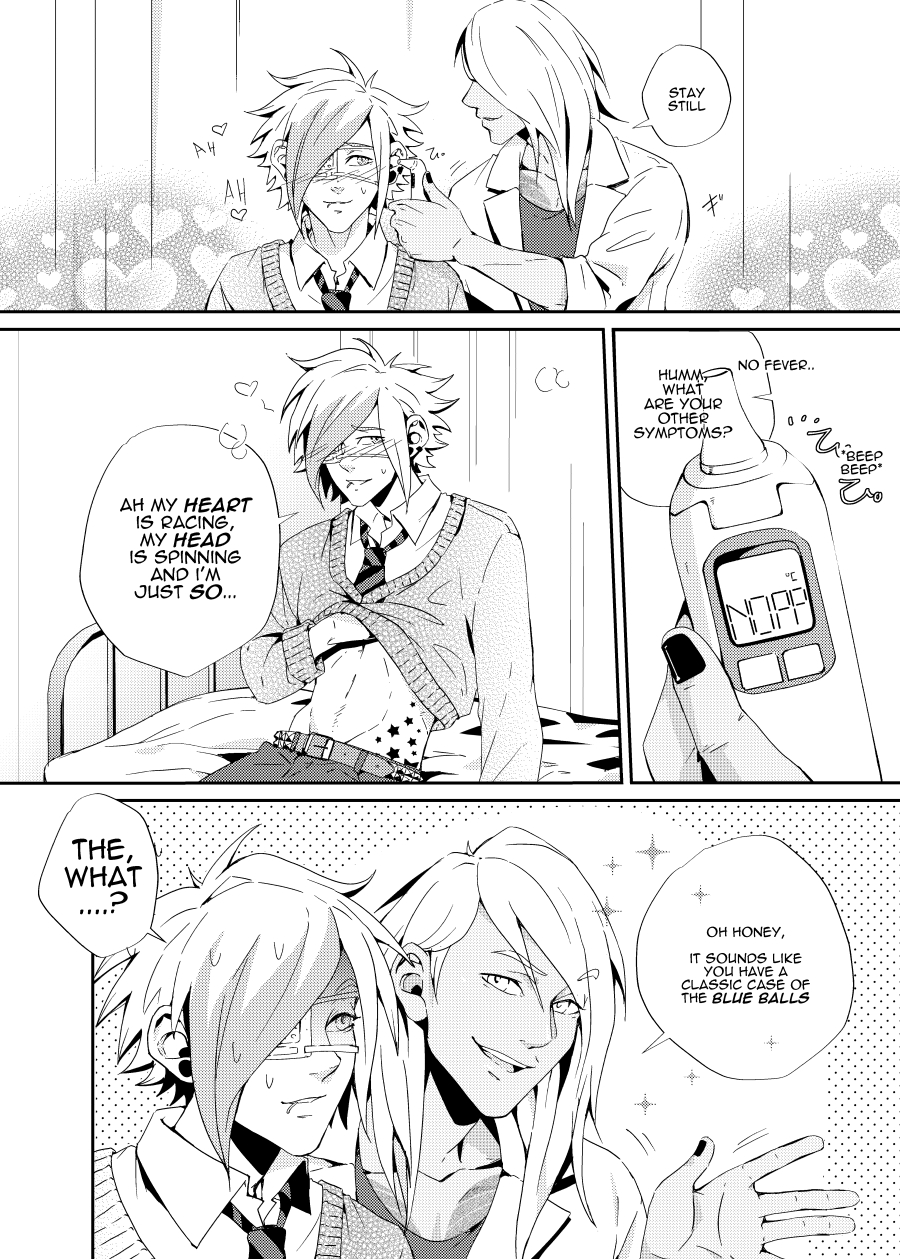 STAY
STILL
AH
AH
AH MY HEART
IS RACING,
MY HEAD
IS SPINNING
AND I'M
JUST SO...
NO FEVER..
HUMM,
WHAT
ARE YOUR
OTHER
SYMPTOMS?
*BEEP
BEEP*
°C
NOPP
THE,
WHAT
.....?
OH HONEY,
IT SOUNDS LIKE
YOU HAVE A
CLASSIC CASE OF
THE BLUE BALLS